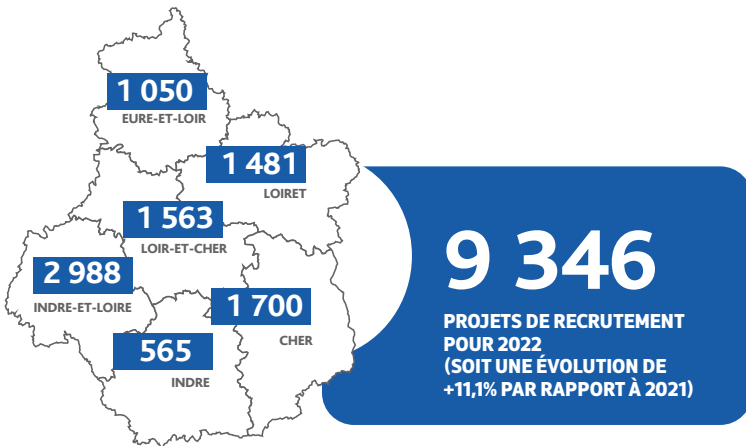 1 050
EURE-ET-LOIR
1 481
LOIRET
1 563
LOIR-ET-CHER
2 988
INDRE-ET-LOIRE
1 700
CHER
565
INDRE
9 346
PROJETS DE RECRUTEMENT
POUR 2022
(SOIT UNE ÉVOLUTION DE
+11,1% PAR RAPPORT À 2021)